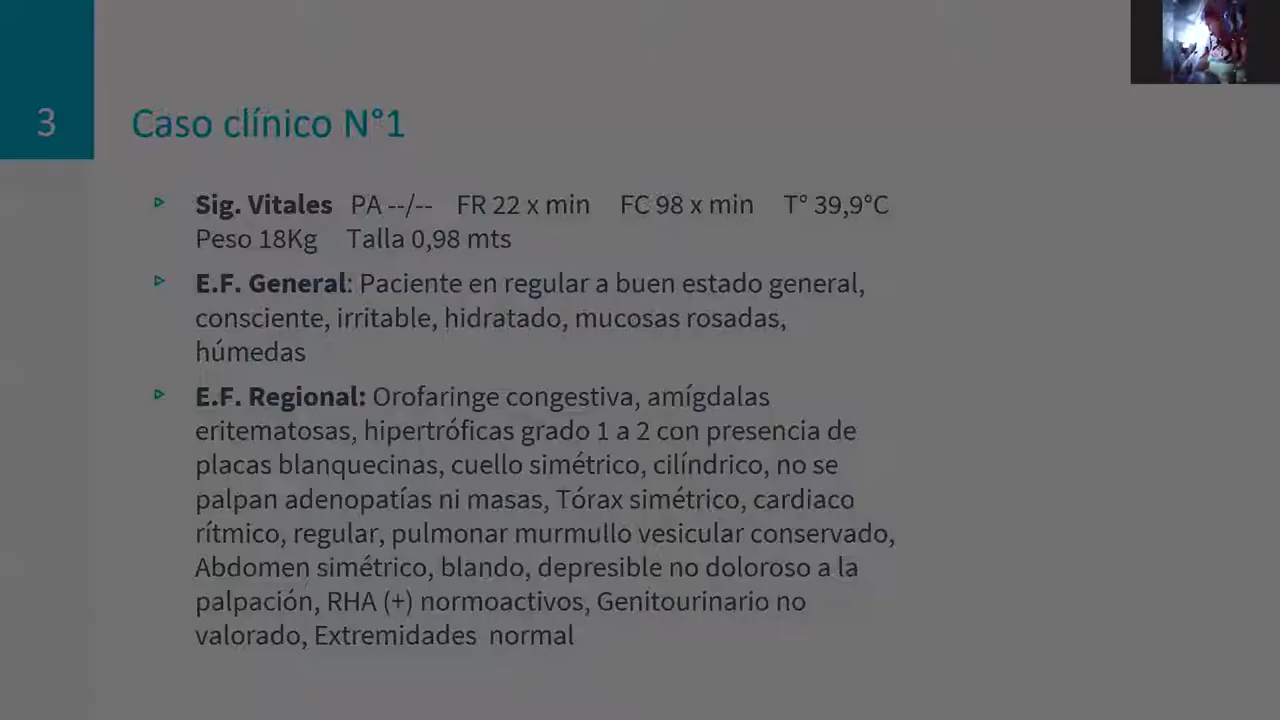 3
Caso clínico N°1
Sig. Vitales PA --/-- FR 22 x min FC 98 x min T° 39,9°C
Peso 18Kg Talla 0,98 mts
E.F. General: Paciente en regular a buen estado general,
consciente, irritable, hidratado, mucosas rosadas,
húmedas
E.F. Regional: Orofaringe congestiva, amígdalas
eritematosas, hipertróficas grado 1 a 2 con presencia de
placas blanquecinas, cuello simétrico, cilíndrico, no se
palpan adenopatías ni masas, Tórax simétrico, cardiaco
rítmico, regular, pulmonar murmullo vesicular conservado,
Abdomen simétrico, blando, depresible no doloroso a la
palpación, RHA (+) normoactivos, Genitourinario no
valorado, Extremidades normal